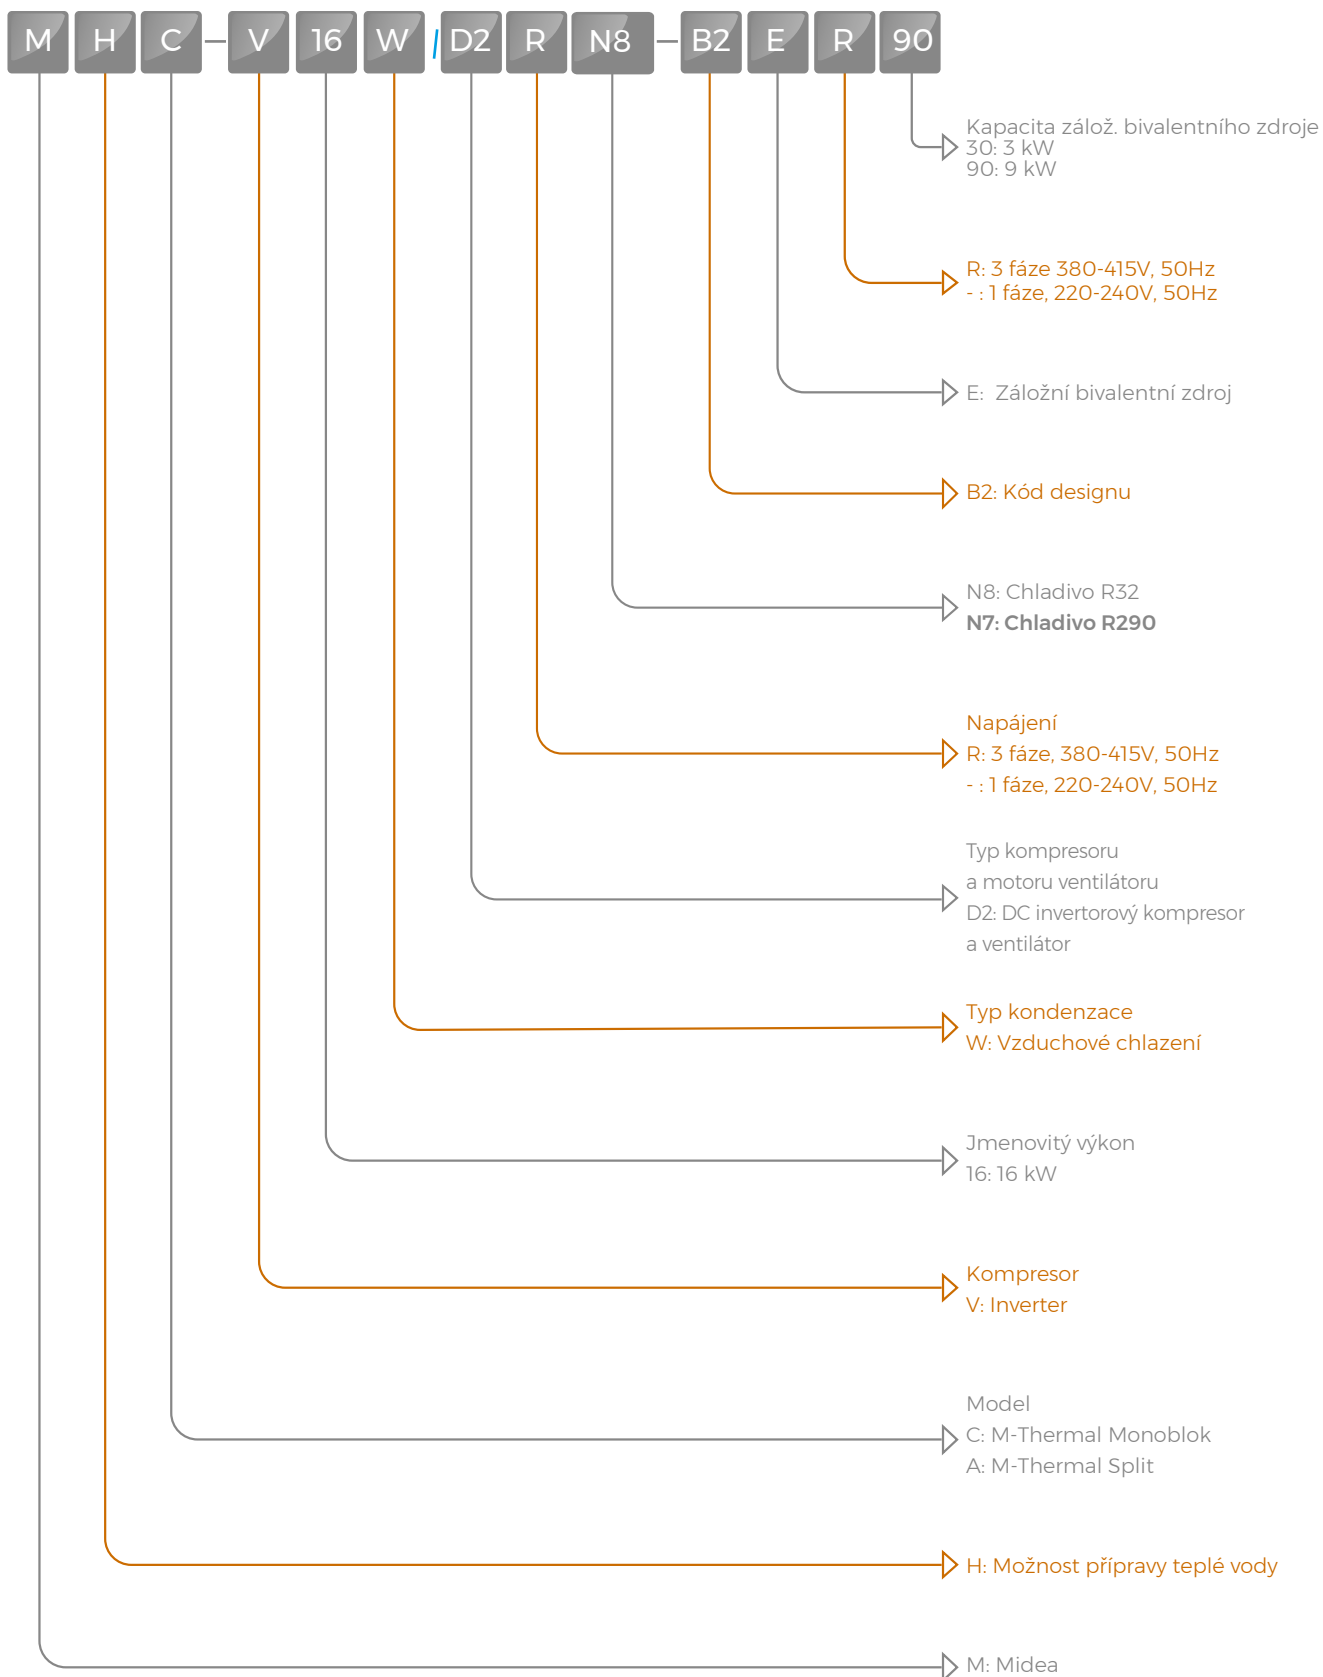 M H C – V 16 W / D2 R N8 – B2 E R 90
Kapacita zálož. bivalentního zdroje
30: 3 kW
90: 9 kW
R: 3 fáze 380-415V, 50Hz
- : 1 fáze, 220-240V, 50Hz
E: Záložní bivalentní zdroj
B2: Kód designu
N8: Chladivo R32
N7: Chladivo R290
Napájení
R: 3 fáze, 380-415V, 50Hz
- : 1 fáze, 220-240V, 50Hz
Typ kompresoru
a motoru ventilátoru
D2: DC invertorový kompresor
a ventilátor
Typ kondenzace
W: Vzduchové chlazení
Jmenovitý výkon
16: 16 kW
Kompresor
V: Inverter
Model
C: M-Thermal Monoblok
A: M-Thermal Split
H: Možnost přípravy teplé vody
M: Midea